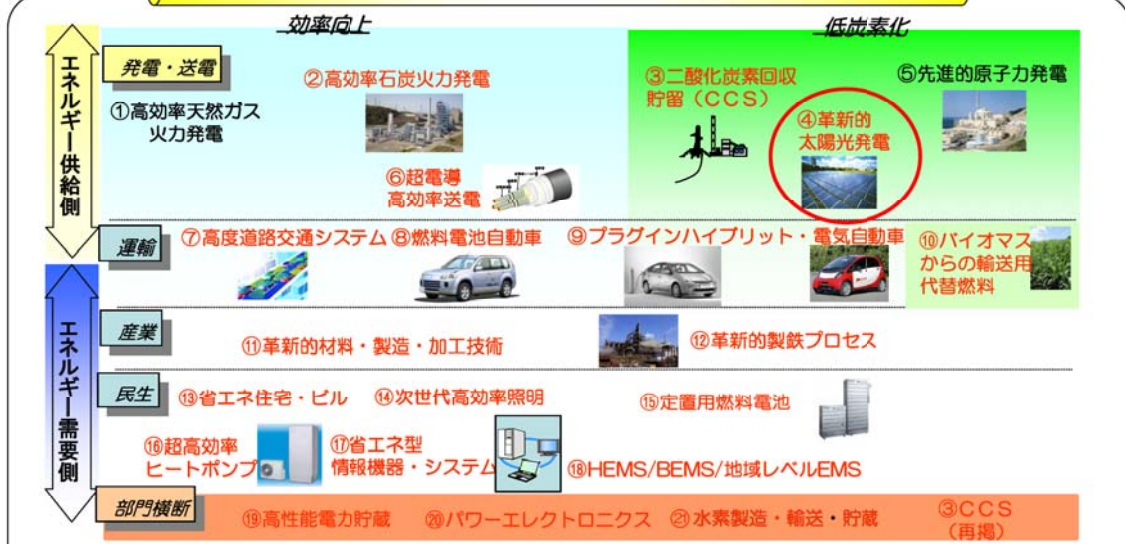 効率向上
低炭素化
エネルギー供給側
発電・送電
①高効率天然ガス
火力発電
②高効率石炭火力発電
③二酸化炭素回収
貯留(CCS)
④革新的
太陽光発電
⑤先進的原子力発電
⑥超電導
高効率送電
運輸
⑦高度道路交通システム
⑧燃料電池自動車
⑨プラグインハイブリット・電気自動車
⑩バイオマス
からの輸送用
代替燃料
エネルギー需要側
産業
⑪革新的材料・製造・加工技術
⑫革新的製鉄プロセス
民生
⑬省エネ住宅・ビル
⑭次世代高効率照明
⑮定置用燃料電池
⑯超高効率
ヒートポンプ
⑰省エネ型
情報機器・システム
⑱HEMS/BEMS/地域レベルEMS
部門横断
⑲高性能電力貯蔵
⑳パワーエレクトロニクス
㉑水素製造・輸送・貯蔵
③CCS
(再掲)